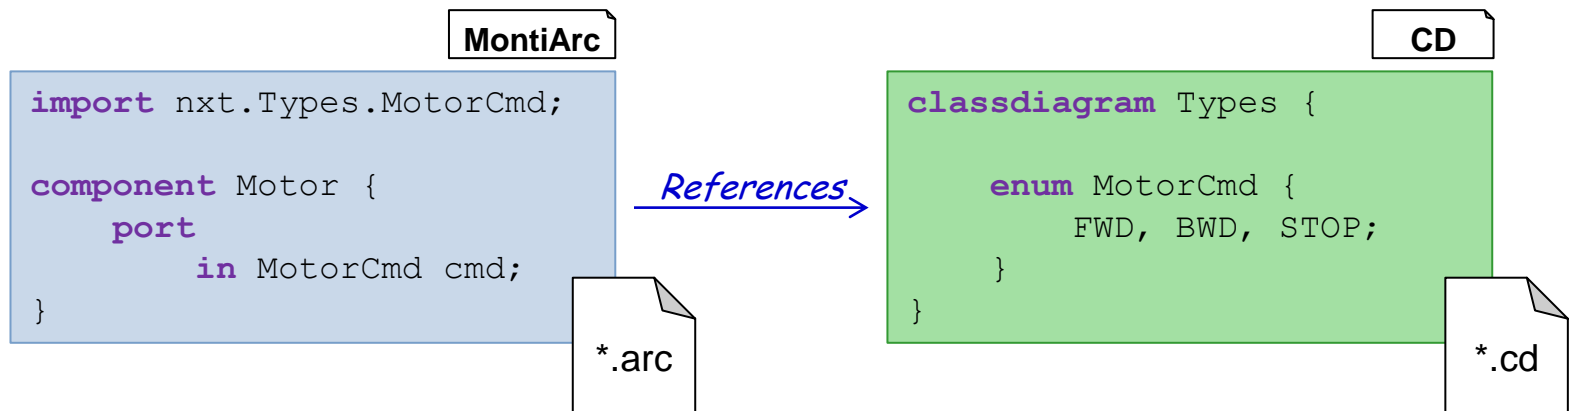 MontiArc
import nxt.Types.MotorCmd;
component Motor {
port
in MotorCmd cmd;
}
*.arc
References
CD
classdiagram Types {
enum MotorCmd {
FWD, BWD, STOP;
}
}
*.cd